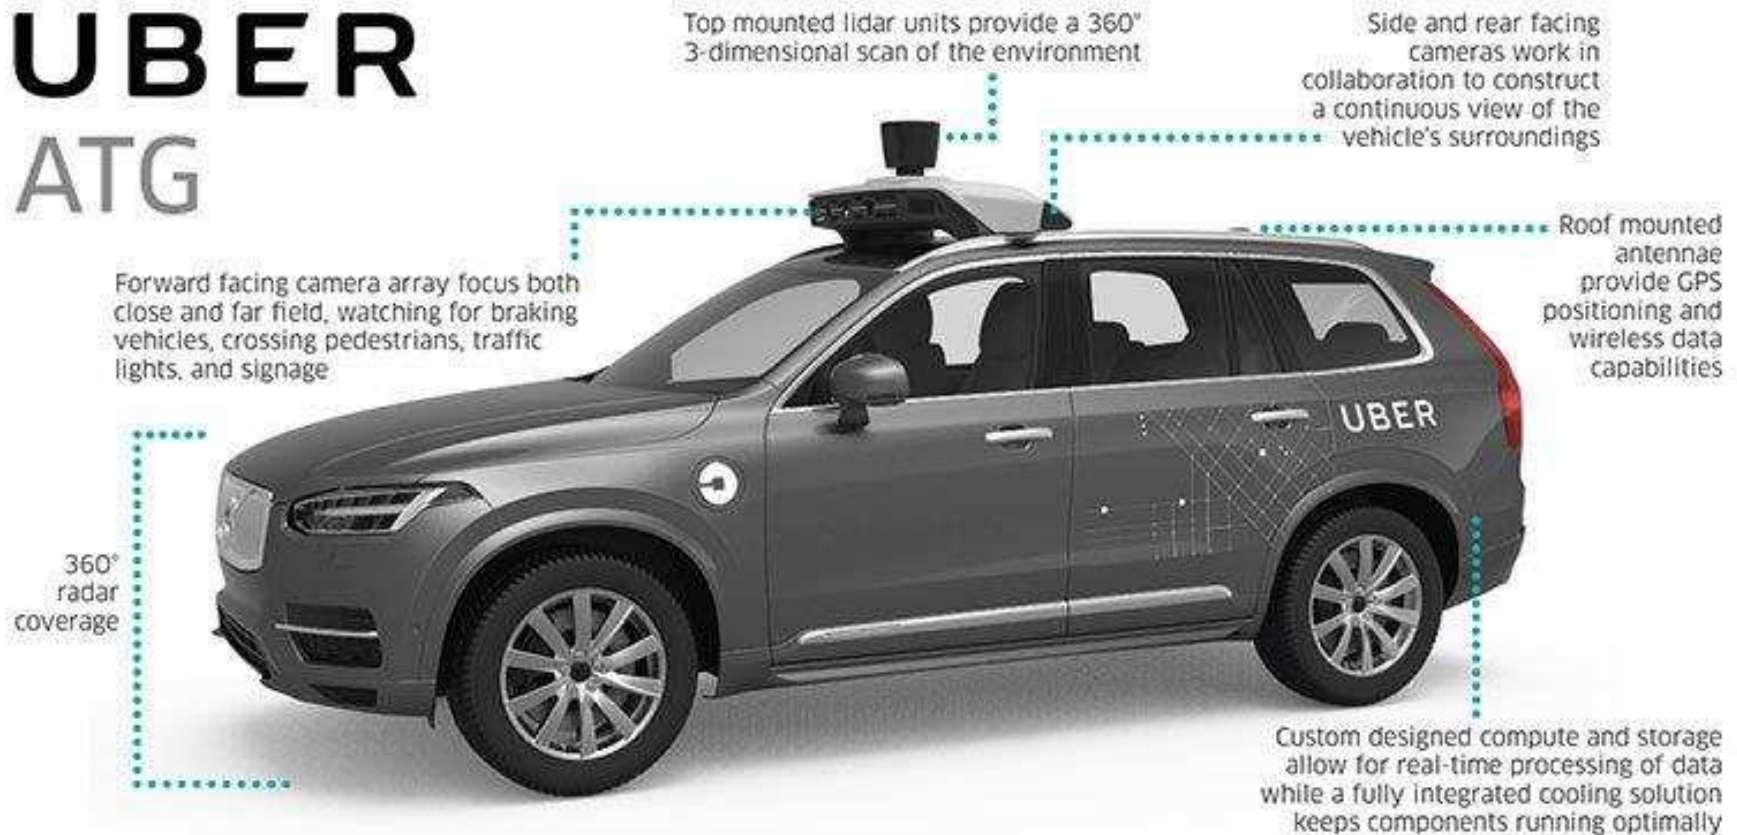 UBER
ATG
Top mounted lidar units provide a 360°
3-dimensional scan of the environment
Side and rear facing
cameras work in
collaboration to construct
a continuous view of the
vehicle's surroundings
Roof mounted
antennae
provide GPS
positioning and
wireless data
capabilities
Forward facing camera array focus both
close and far field, watching for braking
vehicles, crossing pedestrians, traffic
lights, and signage
UBER
360°
radar
coverage
Custom designed compute and storage
allow for real-time processing of data
while a fully integrated cooling solution
keeps components running optimally